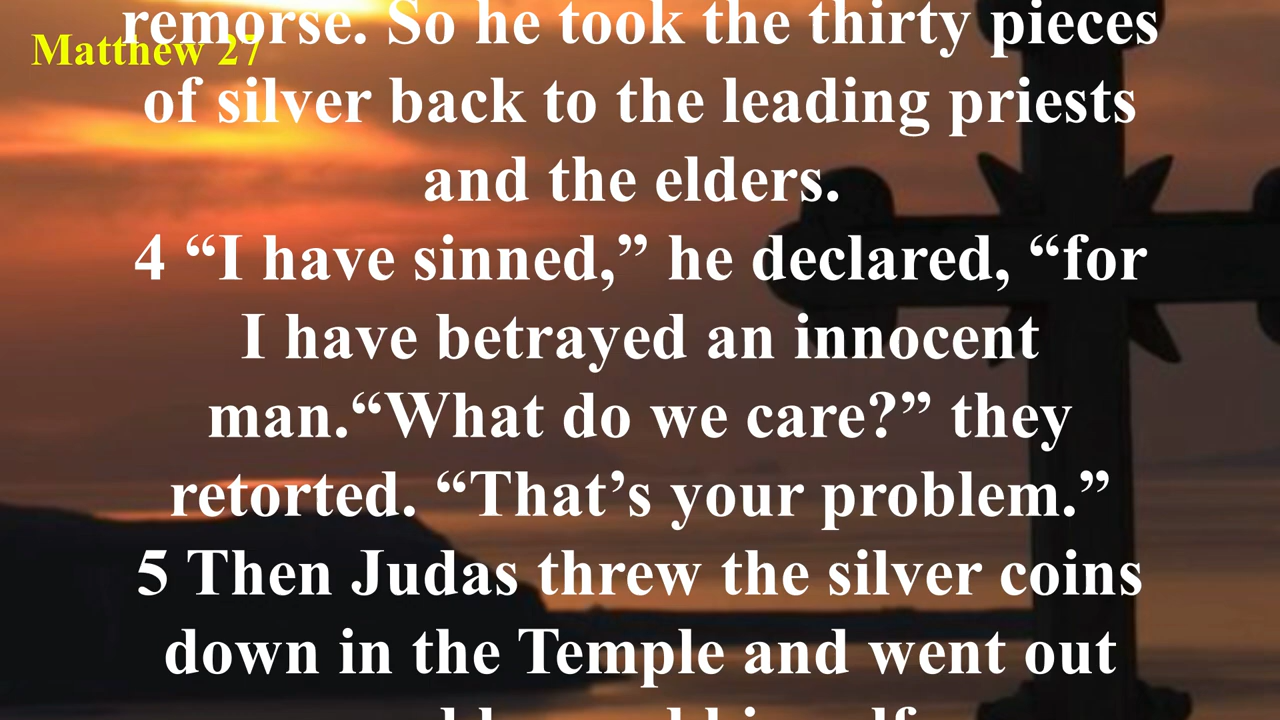 remorse. So he took the thirty pieces
Matthew 27
of silver back to the leading priests
and the elders.
4 “I have sinned,” he declared, “for
I have betrayed an innocent
man.“What do we care?” they
retorted. “That’s your problem.”
5 Then Judas threw the silver coins
down in the Temple and went out